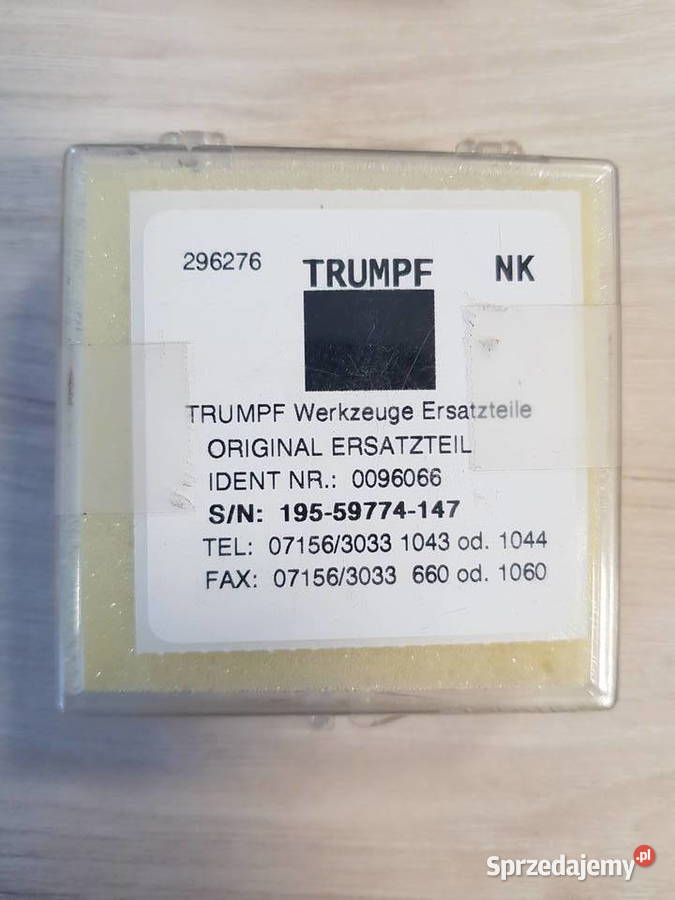 296276 TRUMPF NK
TRUMPF Werkzeuge Ersatzteile
ORIGINAL ERSATZTEIL
IDENT NR.: 0096066
S/N: 195-59774-147
TEL: 07156/3033 1043 od. 1044
FAX: 07156/3033 660 od. 1060
Sprzedajemy.pl